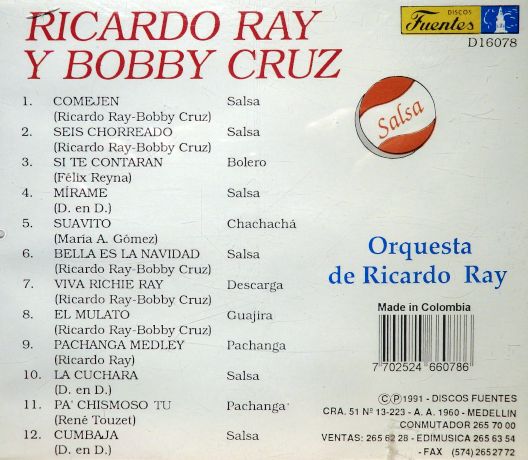 RICARDO RAY
Y BOBBY CRUZ
DISCOS
Fuentes
D16078
1. COMEJEN Salsa
(Ricardo Ray-Bobby Cruz)
2. SEIS CHORREADO Salsa
(Ricardo Ray-Bobby Cruz)
3. SI TE CONTARAN Bolero
(Félix Reyna)
4. MÍRAME Salsa
(D. en D.)
5. SUAVITO Chachachá
(María A. Gómez)
6. BELLA ES LA NAVIDAD Salsa
(Ricardo Ray-Bobby Cruz)
7. VIVA RICHIE RAY Descarga
(Ricardo Ray-Bobby Cruz)
8. EL MULATO Guajira
(Ricardo Ray-Bobby Cruz)
9. PACHANGA MEDLEY Pachanga
(Ricardo Ray)
10. LA CUCHARA Salsa
(D. en D.)
11. PA' CHISMOSO TU Pachanga
(René Touzet)
12. CUMBAJA Salsa
(D. en D.)
Salsa
Orquesta
de Ricardo Ray
Made in Colombia
7 702524 660786
©℗1991 - DISCOS FUENTES
CRA. 51 Nº 13-223 - A. A. 1960 - MEDELLIN
CONMUTADOR 265 70 00
VENTAS: 265 62 28 - EDIMUSICA 265 63 54
- FAX (574) 265 27 72